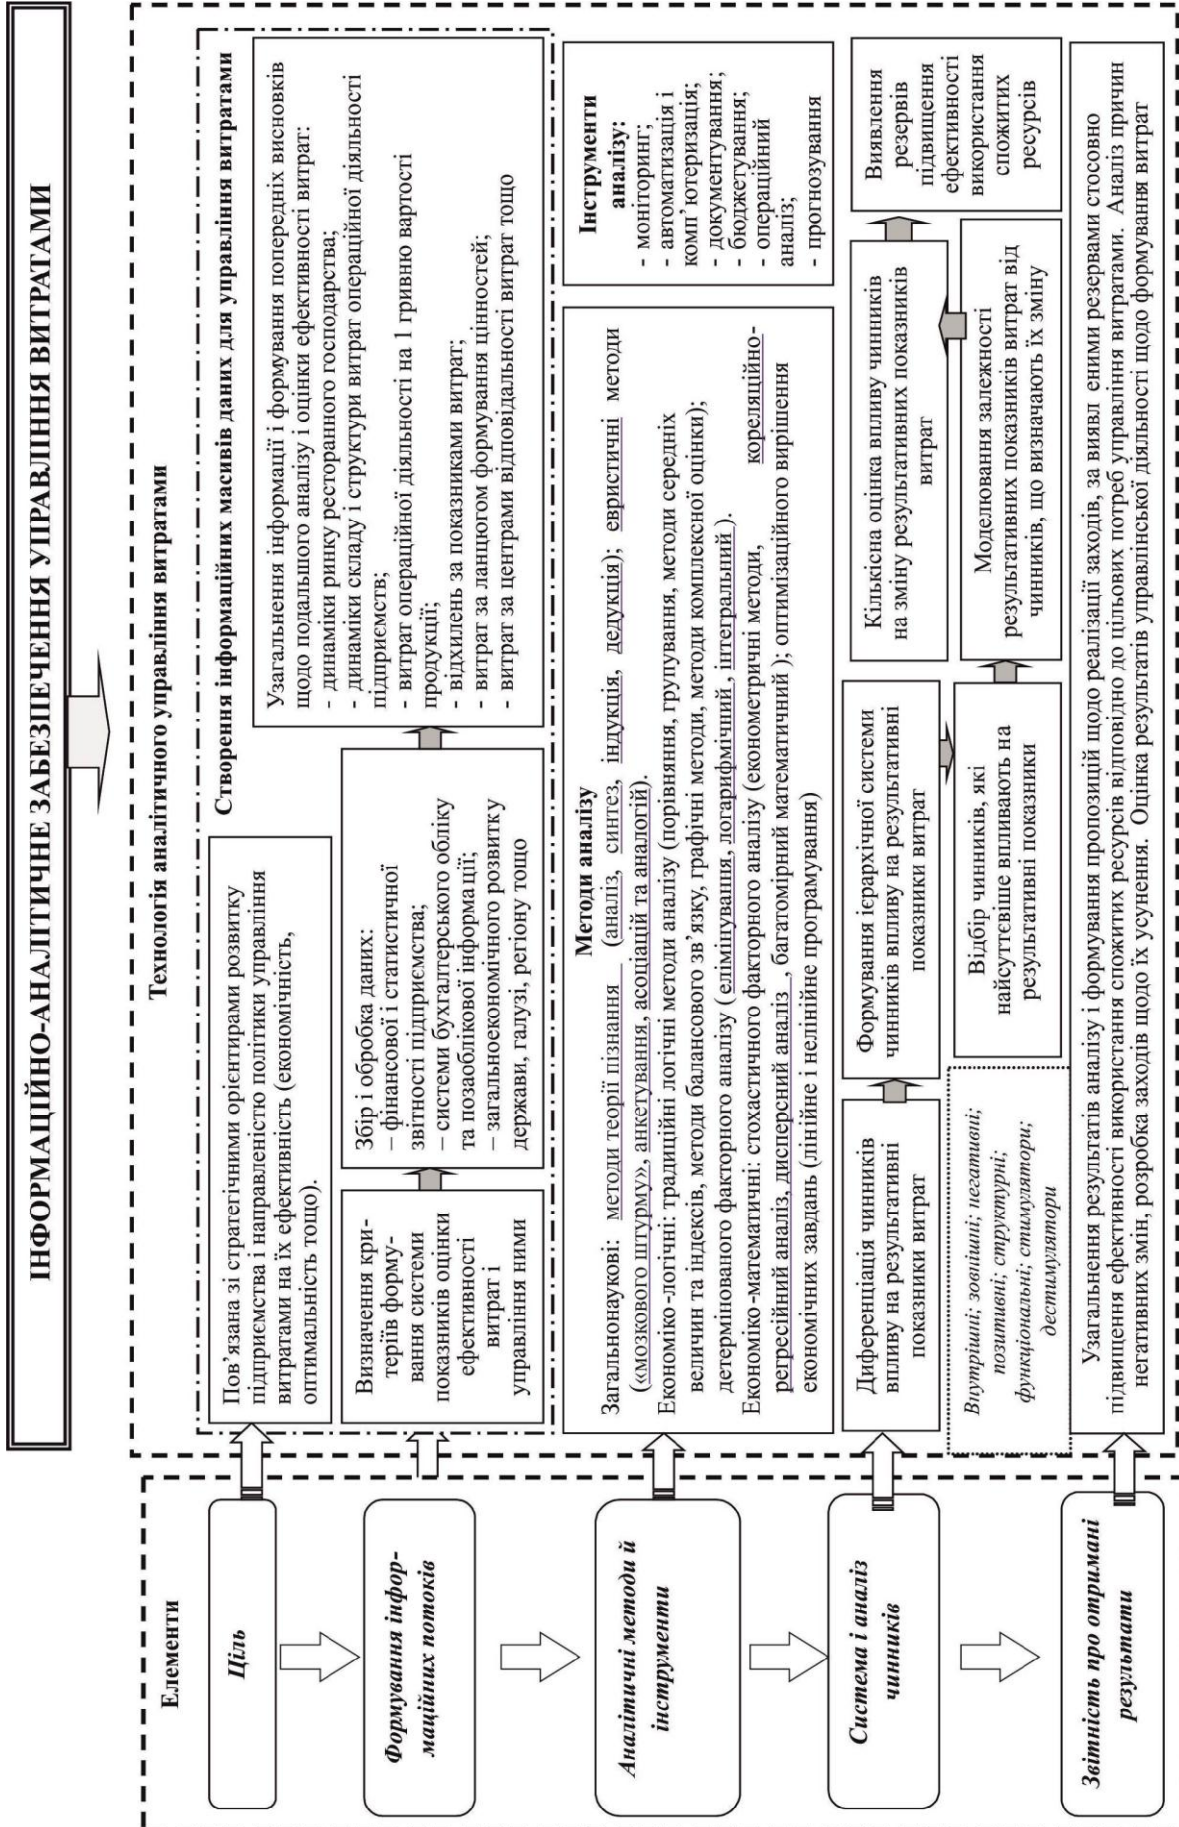 ІНФОРМАЦІЙНО-АНАЛІТИЧНЕ ЗАБЕЗПЕЧЕННЯ УПРАВЛІННЯ ВИТРАТАМИ
Елементи
Технологія аналітичного управління витратами
Ціль
Пов’язана зі стратегічними орієнтирами розвитку
підприємства і направленістю політики управління
витратами на їх ефективність (економічність,
оптимальність тощо).
Створення інформаційних масивів даних для управління витратами
Формування інфор-
маційних потоків
Визначення кри-
теріїв форму-
вання системи
показників оцінки
ефективності
витрат і
управління ними
Збір і обробка даних:
– фінансової і статистичної
звітності підприємства;
– системи бухгалтерського обліку
та позаоблікової інформа ції;
– загальноекономічного розвитку
держави, галузі, регіону тощо
Узагальнення інформації і формування попередніх висновків
щодо подальшого аналізу і оцінки ефективності витрат:
- динаміки ринку ресторанного господарства;
- динаміки складу і структури витрат операційної діяльності
підприємств;
- витрат операційної діяльності на 1 гривню вартості
продукції;
- відхилень за показниками витрат;
- витрат за ланцюгом формування цінностей;
- витрат за центрами відповідальності витрат тощо
Аналітичні методи й
інструменти
Методи аналізу
Загальнонаукові: методи теорії пізнання (аналіз, синтез, індукція, дедукція); евристичні методи
(«мозкового штурму», анкетування, асоціацій та аналогій).
Економіко -логічні: традиційні логічні методи аналізу (порівняння, групування, методи середніх
величин та індексів, методи балансового зв’язку, графічні методи, методи комплексної оцінки);
детермінованого факторного аналізу (елімінування, логарифмічний, інтегральний ).
Економіко-математичні: стохастичного факторного аналізу (економетричні методи, кореляційно-
регресійний аналіз, дисперсний аналіз , багатомірний математичний ); оптимізаційного вирішення
економічних завдань (лінійне і нелінійне програмування)
Інструменти
аналізу:
- моніторинг;
- автоматизація і
комп’ютеризація;
- документування;
- бюджетування;
- операційний
аналіз;
- прогнозування
Система і аналіз
чинників
Диференціація чинників
впливу на результативні
показники витрат
Формування ієрархічної системи
чинників впливу на результативні
показники витрат
Кількісна оцінка впливу чинників
на зміну результативних показників
витрат
Виявлення
резервів
підвищення
ефективності
використання
спожитих
ресурсів
Внутрішні; зовнішні; негативні;
позитивні; структурні;
функціональні; стимулятори;
дестимулятори
Відбір чинників, які
найсуттєвіше впливають на
результативні показники
Моделювання залежності
результативних показників витрат від
чинників, що визначають їх зміну
Звітність про отримані
результати
Узагальнення результатів аналізу і формування пропозицій щодо реалізації заходів, за виявл еними резервами стосовно
підвищення ефективності використання спожитих ресурсів відповідно до цільових потреб управління витратами. Аналіз причин
негативних змін, розробка заходів щодо їх усунення. Оцінка результатів управлінської діяльності щодо формування витрат